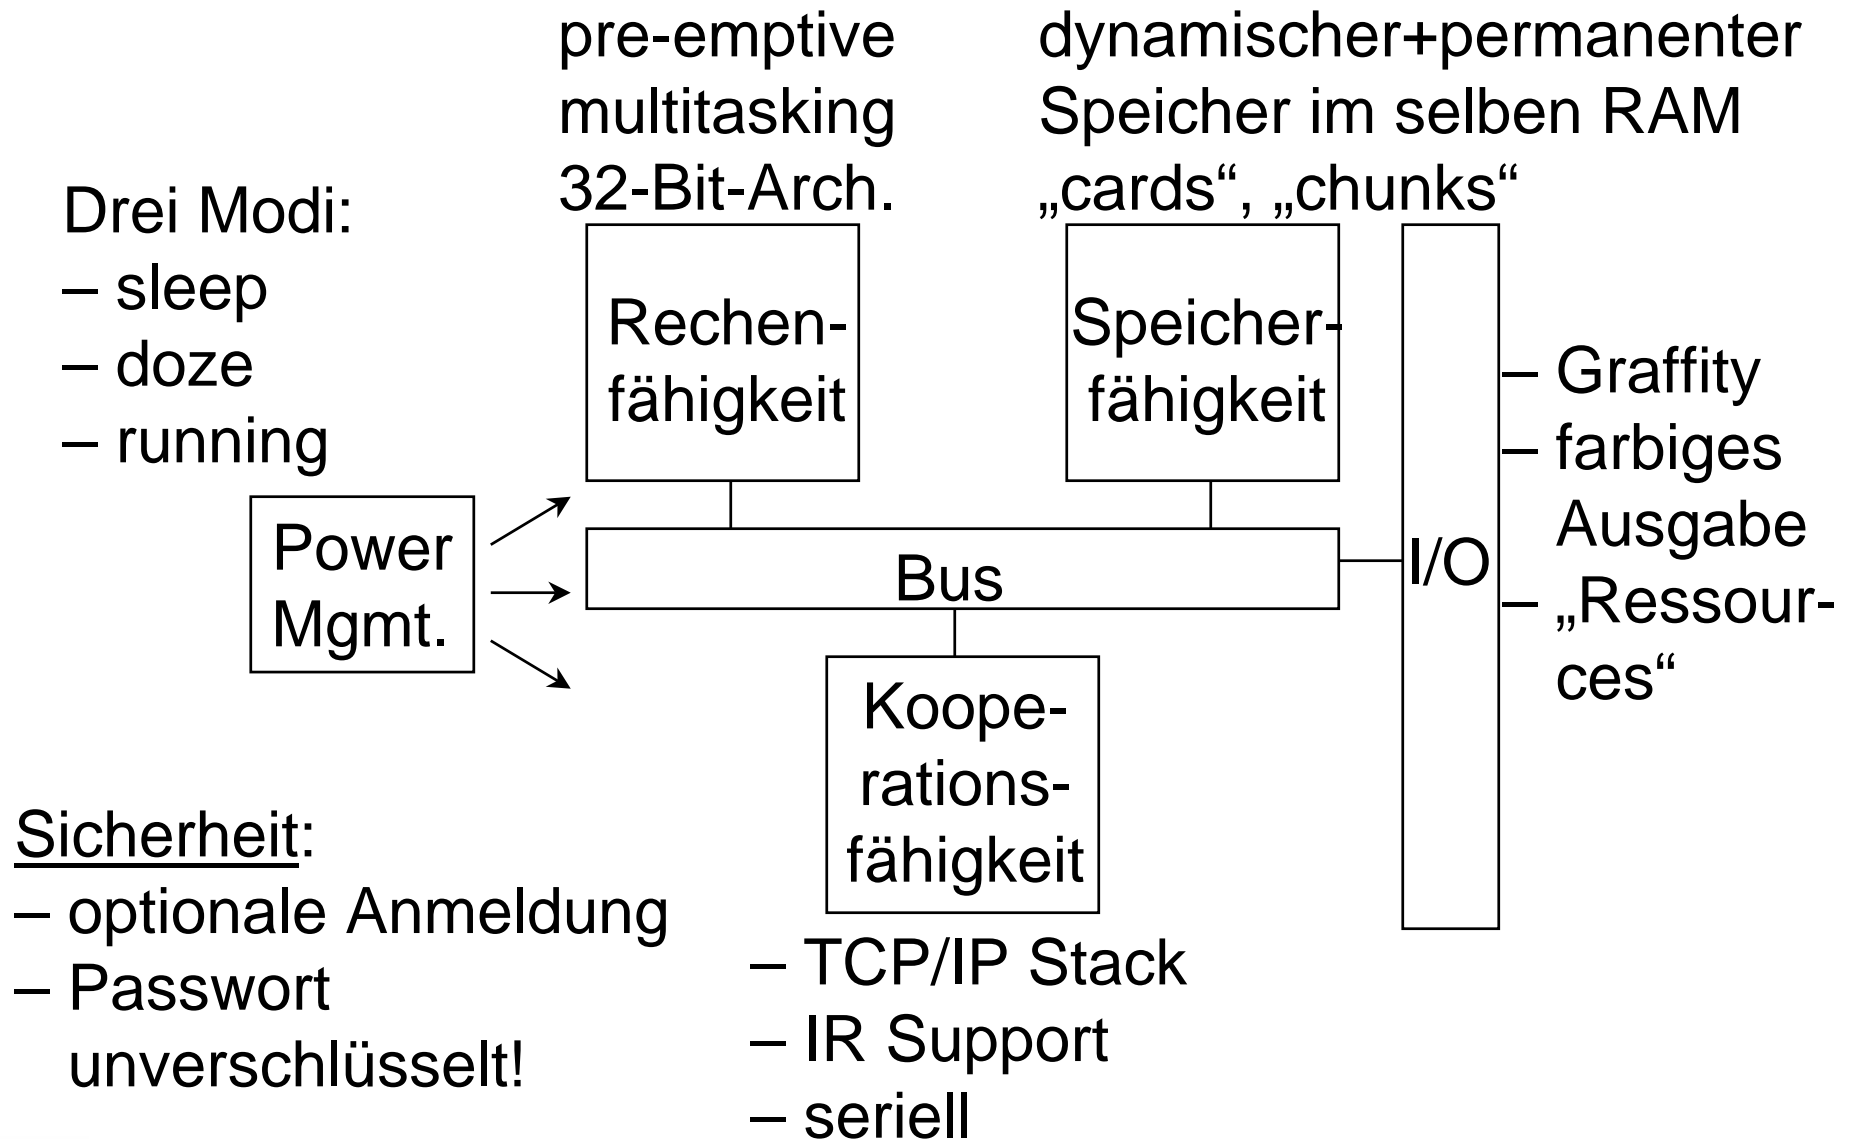 pre-emptive
multitasking
32-Bit-Arch.
dynamischer+permanenter
Speicher im selben RAM
„cards“, „chunks“
Drei Modi:
– sleep
– doze
– running
Rechen-
fähigkeit
Speicher-
fähigkeit
I/O
– Graffity
– farbiges
Ausgabe
– „Ressour-
ces“
Power
Mgmt.
Bus
Koope-
rations-
fähigkeit
Sicherheit:
– optionale Anmeldung
– Passwort
unverschlüsselt!
– TCP/IP Stack
– IR Support
– seriell